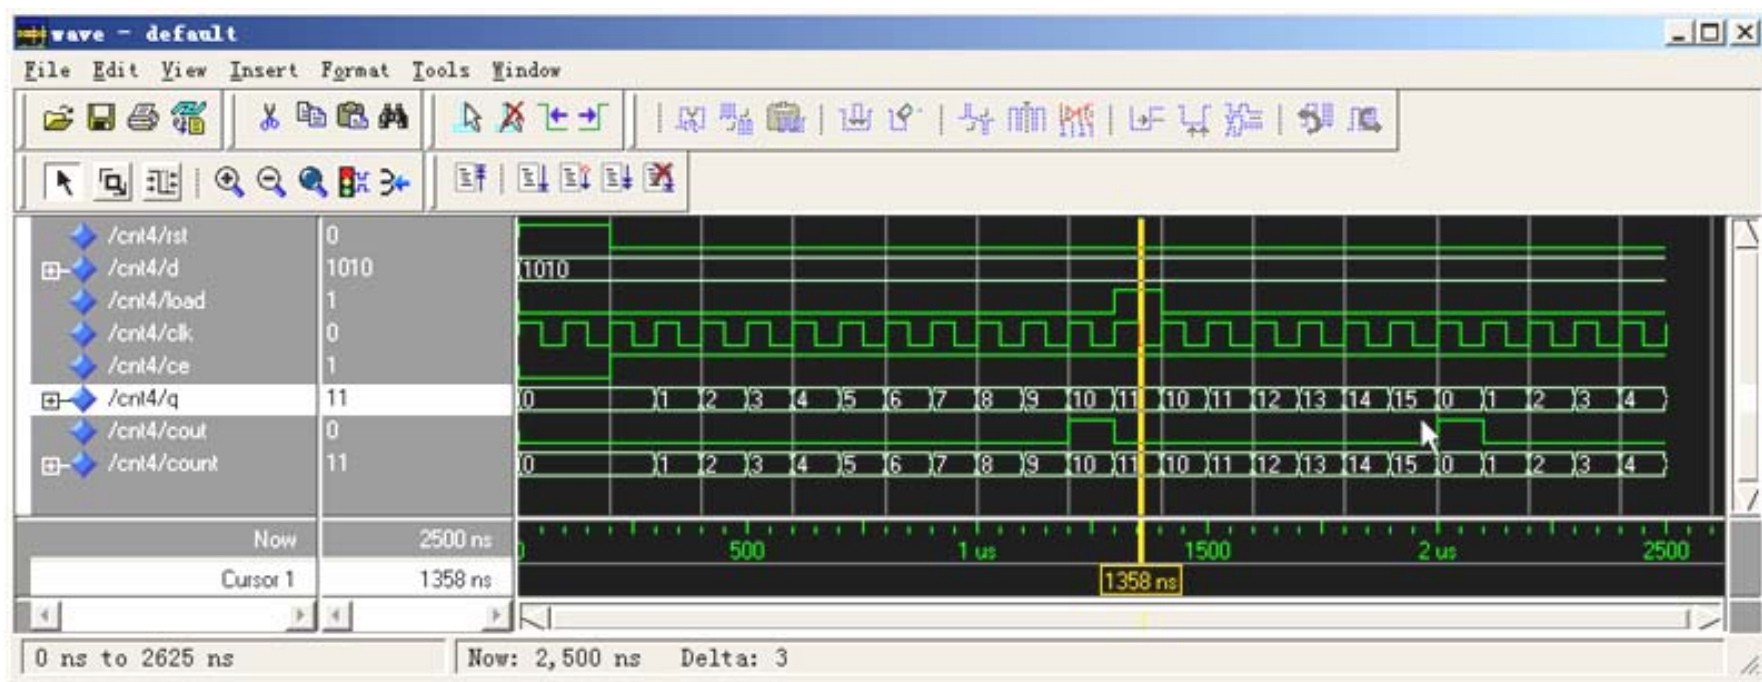 wave - default
File Edit View Insert Format Tools Window
/cnt4/rst 0
/cnt4/d 1010 1010
/cnt4/load 1
/cnt4/clk 0
/cnt4/ce 1
/cnt4/q 11 0 1 2 3 4 5 6 7 8 9 10 11 10 11 12 13 14 15 0 1 2 3 4
/cnt4/cout 0
/cnt4/count 11 0 1 2 3 4 5 6 7 8 9 10 11 10 11 12 13 14 15 0 1 2 3 4
Now 2500 ns 500 1 us 1500 2 us 2500
Cursor 1 1358 ns 1358 ns
0 ns to 2625 ns Now: 2,500 ns Delta: 3